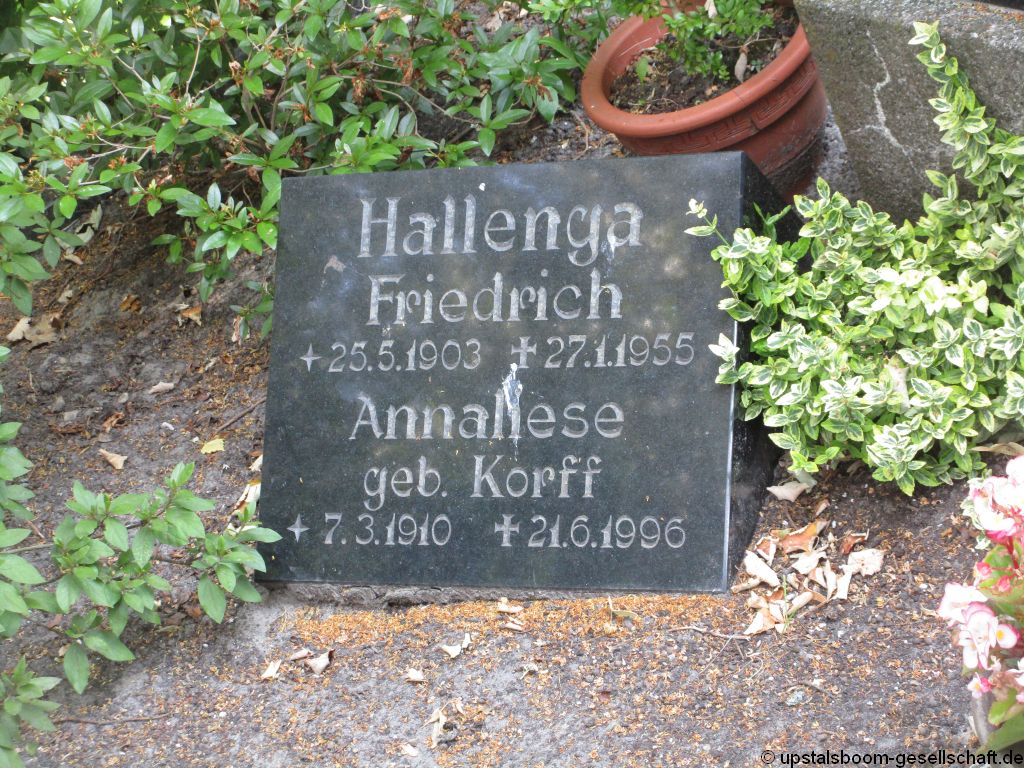 Hallenga
Friedrich
✦ 25.5.1903 ✝ 27.1.1955
Annaliese
geb. Korff
✦ 7.3.1910 ✝ 21.6.1996
© upstalsboom-gesellschaft.de